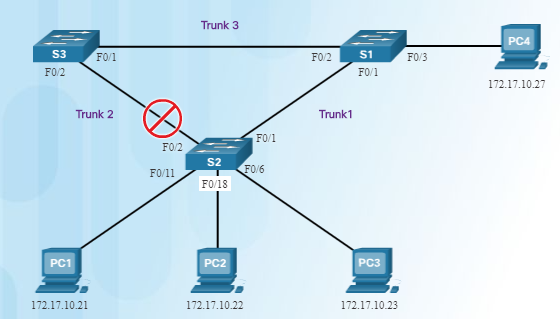 Trunk 3
S3
F0/1
F0/2
S1
F0/3
PC4
F0/2
F0/1
172.17.10.27
Trunk 2
Trunk1
F0/2
F0/1
S2
F0/11
F0/18
F0/6
PC1
PC2
PC3
172.17.10.21
172.17.10.22
172.17.10.23